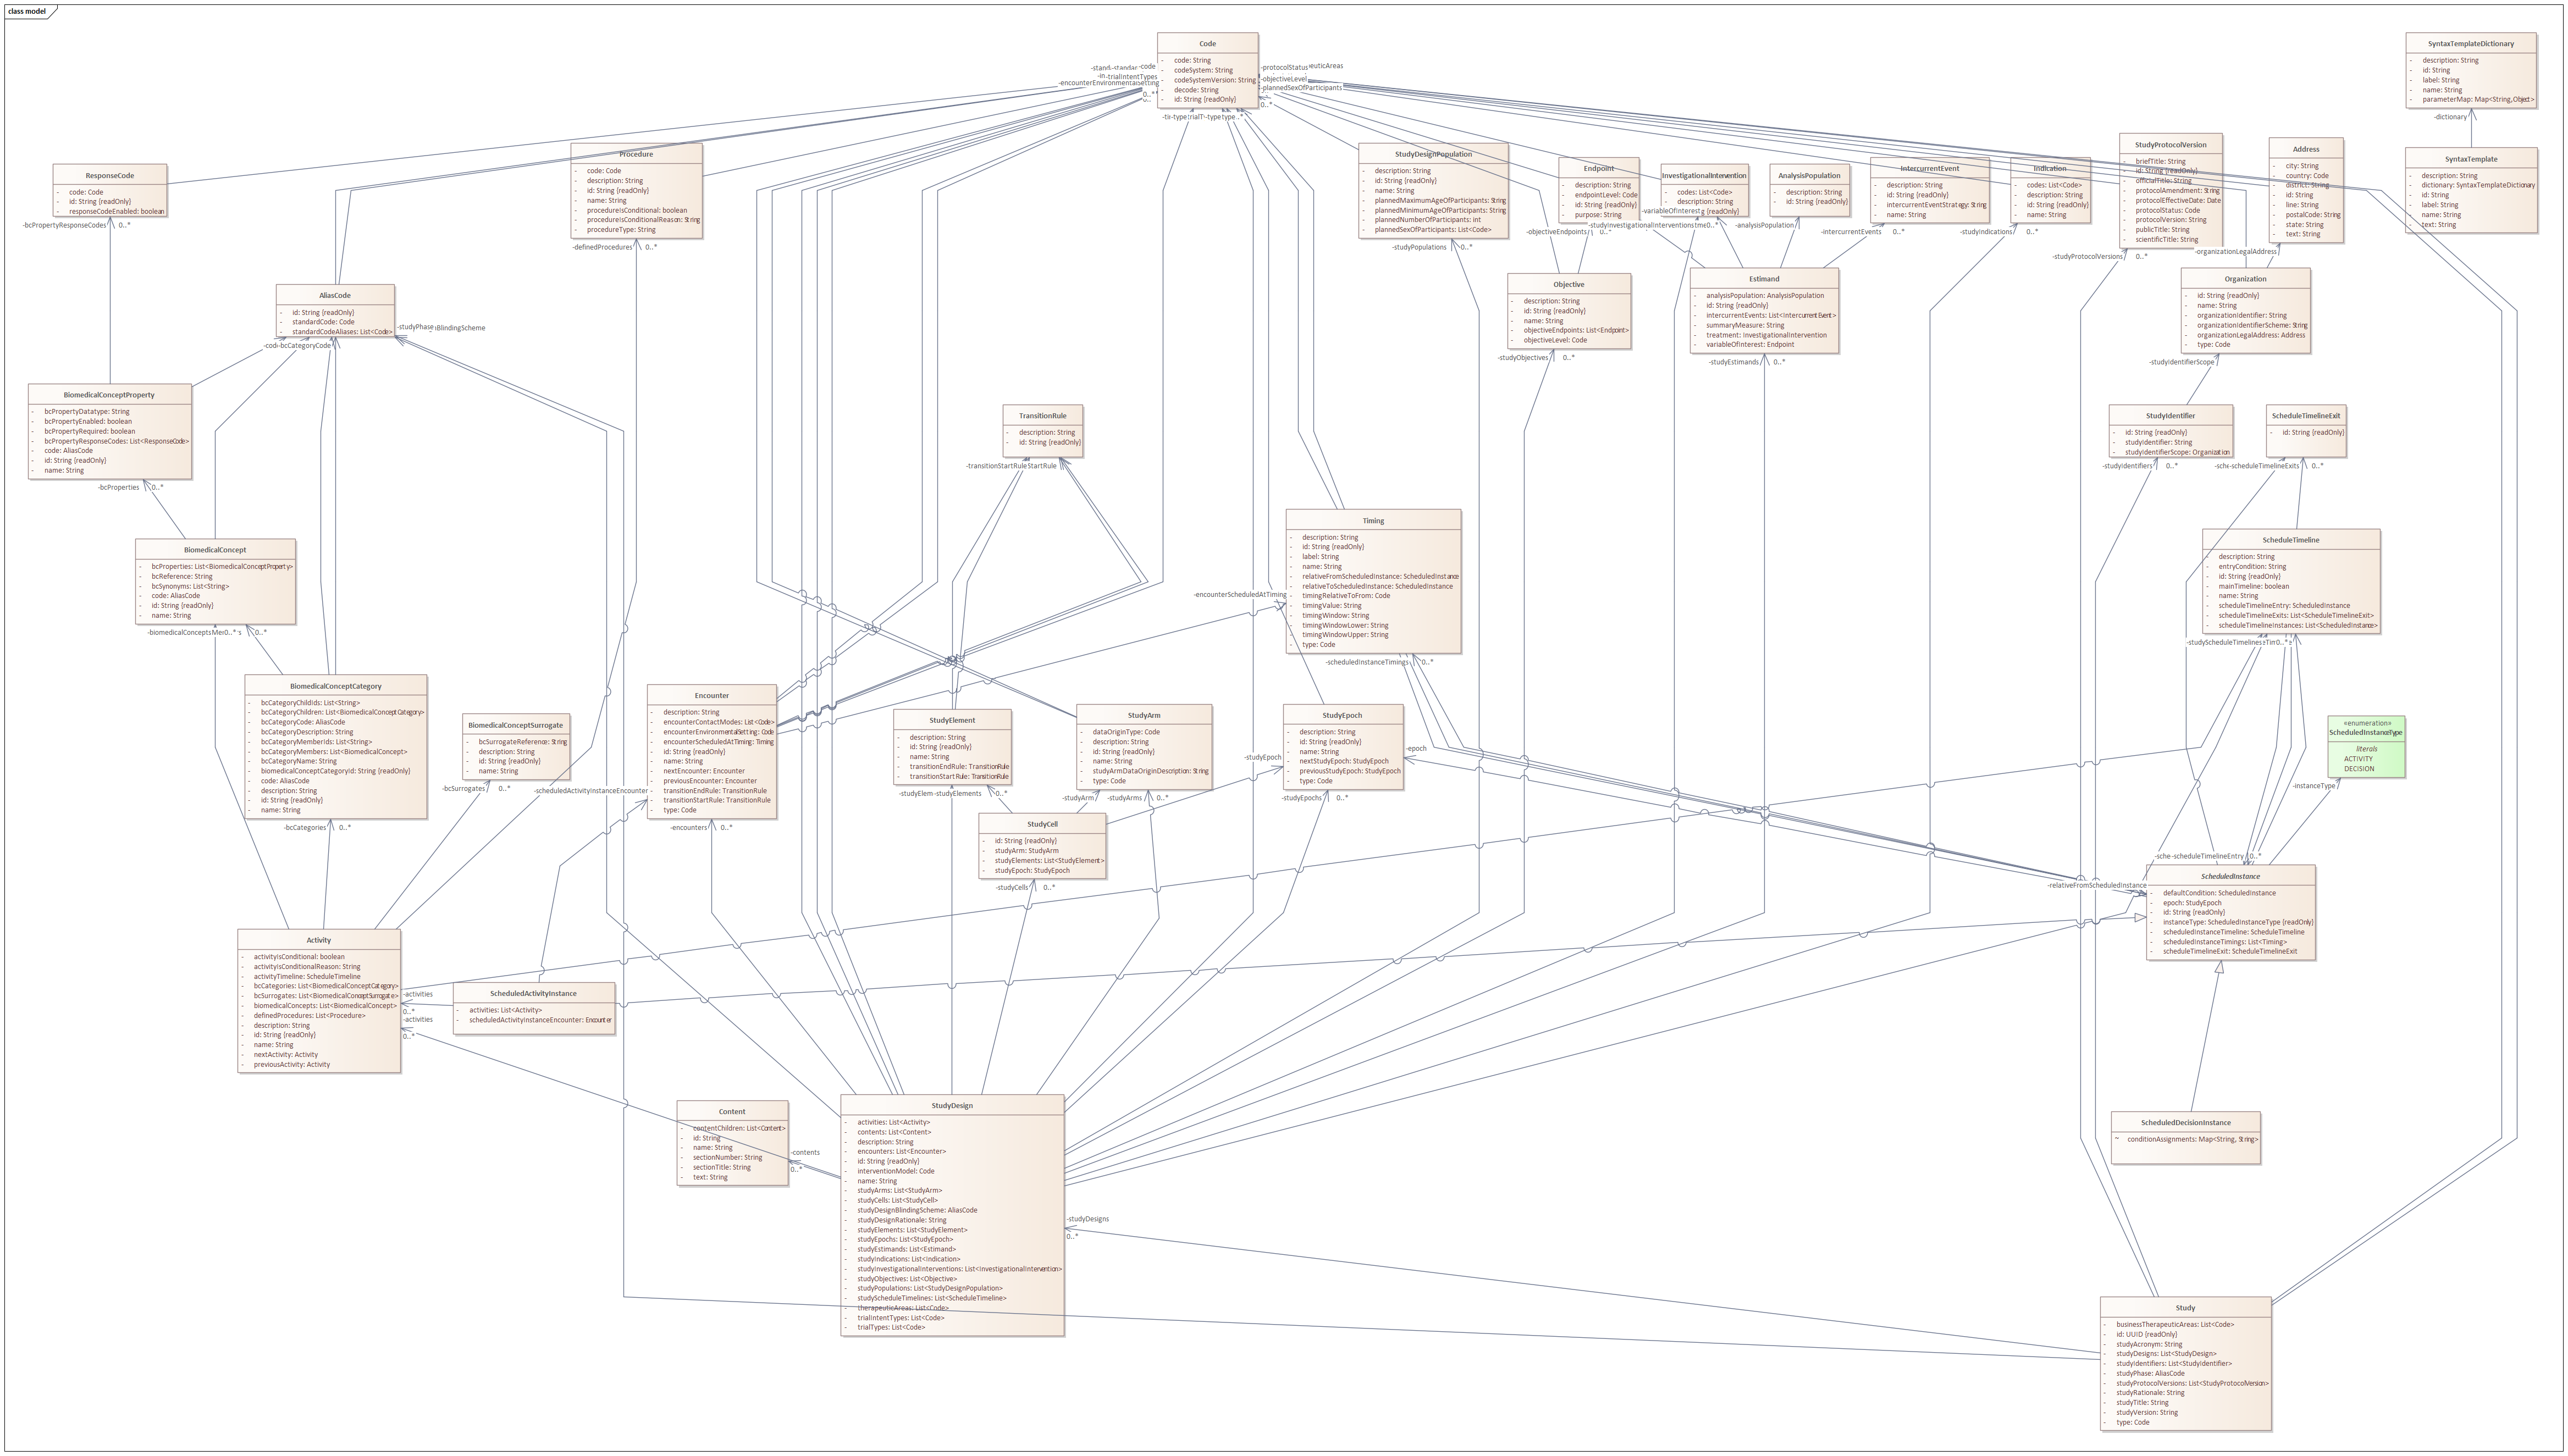 class model
Code
- code: String
- codeSystem: String
- codeSystemVersion: String
- decode: String
- id: String {readOnly}
SyntaxTemplateDictionary
- description: String
- id: String
- label: String
- name: String
- parameterMap: Map<String,Object>
-dictionary
SyntaxTemplate
- description: String
- dictionary: SyntaxTemplateDictionary
- id: String
- label: String
- name: String
- text: String
-code
-trialIntentTypes
-encounterEnvironmentalSetting
0..*
-protocolStatus
-objectiveLevel
-plannedSexOfParticipants
0..*
ResponseCode
- code: Code
- id: String {readOnly}
- responseCodeEnabled: boolean
-bcPropertyResponseCodes
0..*
Procedure
- code: Code
- description: String
- id: String {readOnly}
- name: String
- procedureIsConditional: boolean
- procedureIsConditionalReason: String
- procedureType: String
-definedProcedures
0..*
StudyDesignPopulation
- description: String
- id: String {readOnly}
- name: String
- plannedMaximumAgeOfParticipants: String
- plannedMinimumAgeOfParticipants: String
- plannedNumberOfParticipants: int
- plannedSexOfParticipants: List<Code>
-studyPopulations
0..*
Endpoint
- description: String
- endpointLevel: Code
- id: String {readOnly}
- purpose: String
-objectiveEndpoints
InvestigationalIntervention
- codes: List<Code>
- description: String
-variableOfInterest
-studyInvestigationalInterventions
0..*
AnalysisPopulation
- description: String
- id: String {readOnly}
-analysisPopulation
IntercurrentEvent
- description: String
- id: String {readOnly}
- intercurrentEventStrategy: String
- name: String
-intercurrentEvents
0..*
Indication
- codes: List<Code>
- description: String
- id: String {readOnly}
- name: String
-studyIndications
0..*
StudyProtocolVersion
- briefTitle: String
- id: String {readOnly}
- officialTitle: String
- protocolAmendment: String
- protocolEffectiveDate: Date
- protocolStatus: Code
- protocolVersion: String
- publicTitle: String
- scientificTitle: String
-studyProtocolVersions
0..*
Address
- city: String
- country: Code
- district: String
- id: String
- line: String
- postalCode: String
- state: String
- text: String
-organizationLegalAddress
AliasCode
- id: String {readOnly}
- standardCode: Code
- standardCodeAliases: List<Code>
-studyPhase
-bcCategoryCode
Objective
- description: String
- id: String {readOnly}
- name: String
- objectiveEndpoints: List<Endpoint>
- objectiveLevel: Code
-studyObjectives
0..*
Estimand
- analysisPopulation: AnalysisPopulation
- id: String {readOnly}
- intercurrentEvents: List<IntercurrentEvent>
- summaryMeasure: String
- treatment: InvestigationalIntervention
- variableOfInterest: Endpoint
-studyEstimands
0..*
Organization
- id: String {readOnly}
- name: String
- organizationIdentifier: String
- organizationIdentifierScheme: String
- organizationLegalAddress: Address
- type: Code
-studyIdentifierScope
BiomedicalConceptProperty
- bcPropertyDatatype: String
- bcPropertyEnabled: boolean
- bcPropertyRequired: boolean
- bcPropertyResponseCodes: List<ResponseCode>
- code: AliasCode
- id: String {readOnly}
- name: String
-bcProperties
0..*
TransitionRule
- description: String
- id: String {readOnly}
-transitionStartRule
StudyIdentifier
- id: String {readOnly}
- studyIdentifier: String
- studyIdentifierScope: Organization
-studyIdentifiers
0..*
ScheduleTimelineExit
- id: String {readOnly}
-scheduleTimelineExits
0..*
BiomedicalConcept
- bcProperties: List<BiomedicalConceptProperty>
- bcReference: String
- bcSynonyms: List<String>
- code: AliasCode
- id: String {readOnly}
- name: String
0..*
Timing
- description: String
- id: String {readOnly}
- label: String
- name: String
- relativeFromScheduledInstance: ScheduledInstance
- relativeToScheduledInstance: ScheduledInstance
- timingRelativeToFrom: Code
- timingValue: String
- timingWindow: String
- timingWindowLower: String
- timingWindowUpper: String
- type: Code
-encounterScheduledAtTiming
-scheduledInstanceTimings
0..*
ScheduleTimeline
- description: String
- entryCondition: String
- id: String {readOnly}
- mainTimeline: boolean
- name: String
- scheduleTimelineEntry: ScheduledInstance
- scheduleTimelineExits: List<ScheduleTimelineExit>
- scheduleTimelineInstances: List<ScheduledInstance>
-studyScheduleTimelines
BiomedicalConceptCategory
- bcCategoryChildIds: List<String>
- bcCategoryChildren: List<BiomedicalConceptCategory>
- bcCategoryCode: AliasCode
- bcCategoryDescription: String
- bcCategoryMemberIds: List<String>
- bcCategoryMembers: List<BiomedicalConcept>
- bcCategoryName: String
- biomedicalConceptCategoryId: String {readOnly}
- code: AliasCode
- description: String
- id: String {readOnly}
- name: String
-bcCategories
0..*
BiomedicalConceptSurrogate
- bcSurrogateReference: String
- description: String
- id: String {readOnly}
- name: String
-bcSurrogates
0..*
Encounter
- description: String
- encounterContactModes: List<Code>
- encounterEnvironmentalSetting: Code
- encounterScheduledAtTiming: Timing
- id: String {readOnly}
- name: String
- nextEncounter: Encounter
- previousEncounter: Encounter
- transitionEndRule: TransitionRule
- transitionStartRule: TransitionRule
- type: Code
-scheduledActivityInstanceEncounter
-encounters
0..*
StudyElement
- description: String
- id: String {readOnly}
- name: String
- transitionEndRule: TransitionRule
- transitionStartRule: TransitionRule
-studyElements
0..*
StudyArm
- dataOriginType: Code
- description: String
- id: String {readOnly}
- name: String
- studyArmDataOriginDescription: String
- type: Code
-studyArm
-studyArms
0..*
StudyEpoch
- description: String
- id: String {readOnly}
- name: String
- nextStudyEpoch: StudyEpoch
- previousStudyEpoch: StudyEpoch
- type: Code
-studyEpoch
-epoch
-studyEpochs
0..*
«enumeration»
ScheduledInstanceType
literals
ACTIVITY
DECISION
-instanceType
StudyCell
- id: String {readOnly}
- studyArm: StudyArm
- studyElements: List<StudyElement>
- studyEpoch: StudyEpoch
-studyCells
0..*
-scheduleTimelineEntry
0..*
-relativeFromScheduledInstance
ScheduledInstance
- defaultCondition: ScheduledInstance
- epoch: StudyEpoch
- id: String {readOnly}
- instanceType: ScheduledInstanceType {readOnly}
- scheduledInstanceTimeline: ScheduleTimeline
- scheduledInstanceTimings: List<Timing>
- scheduleTimelineExit: ScheduleTimelineExit
Activity
- activityIsConditional: boolean
- activityIsConditionalReason: String
- activityTimeline: ScheduleTimeline
- bcCategories: List<BiomedicalConceptCategory>
- bcSurrogates: List<BiomedicalConceptSurrogate>
- biomedicalConcepts: List<BiomedicalConcept>
- definedProcedures: List<Procedure>
- description: String
- id: String {readOnly}
- name: String
- nextActivity: Activity
- previousActivity: Activity
-activities
0..*
-activities
0..*
ScheduledActivityInstance
- activities: List<Activity>
- scheduledActivityInstanceEncounter: Encounter
Content
- contentChildren: List<Content>
- id: String
- name: String
- sectionNumber: String
- sectionTitle: String
- text: String
-contents
0..*
StudyDesign
- activities: List<Activity>
- contents: List<Content>
- description: String
- encounters: List<Encounter>
- id: String {readOnly}
- interventionModel: Code
- name: String
- studyArms: List<StudyArm>
- studyCells: List<StudyCell>
- studyDesignBlindingScheme: AliasCode
- studyDesignRationale: String
- studyElements: List<StudyElement>
- studyEpochs: List<StudyEpoch>
- studyEstimands: List<Estimand>
- studyIndications: List<Indication>
- studyInvestigationalInterventions: List<InvestigationalIntervention>
- studyObjectives: List<Objective>
- studyPopulations: List<StudyDesignPopulation>
- studyScheduleTimelines: List<ScheduleTimeline>
- therapeuticAreas: List<Code>
- trialIntentTypes: List<Code>
- trialTypes: List<Code>
-studyDesigns
0..*
ScheduledDecisionInstance
~ conditionAssignments: Map<String, String>
Study
- businessTherapeuticAreas: List<Code>
- id: UUID {readOnly}
- studyAcronym: String
- studyDesigns: List<StudyDesign>
- studyIdentifiers: List<StudyIdentifier>
- studyPhase: AliasCode
- studyProtocolVersions: List<StudyProtocolVersion>
- studyRationale: String
- studyTitle: String
- studyVersion: String
- type: Code